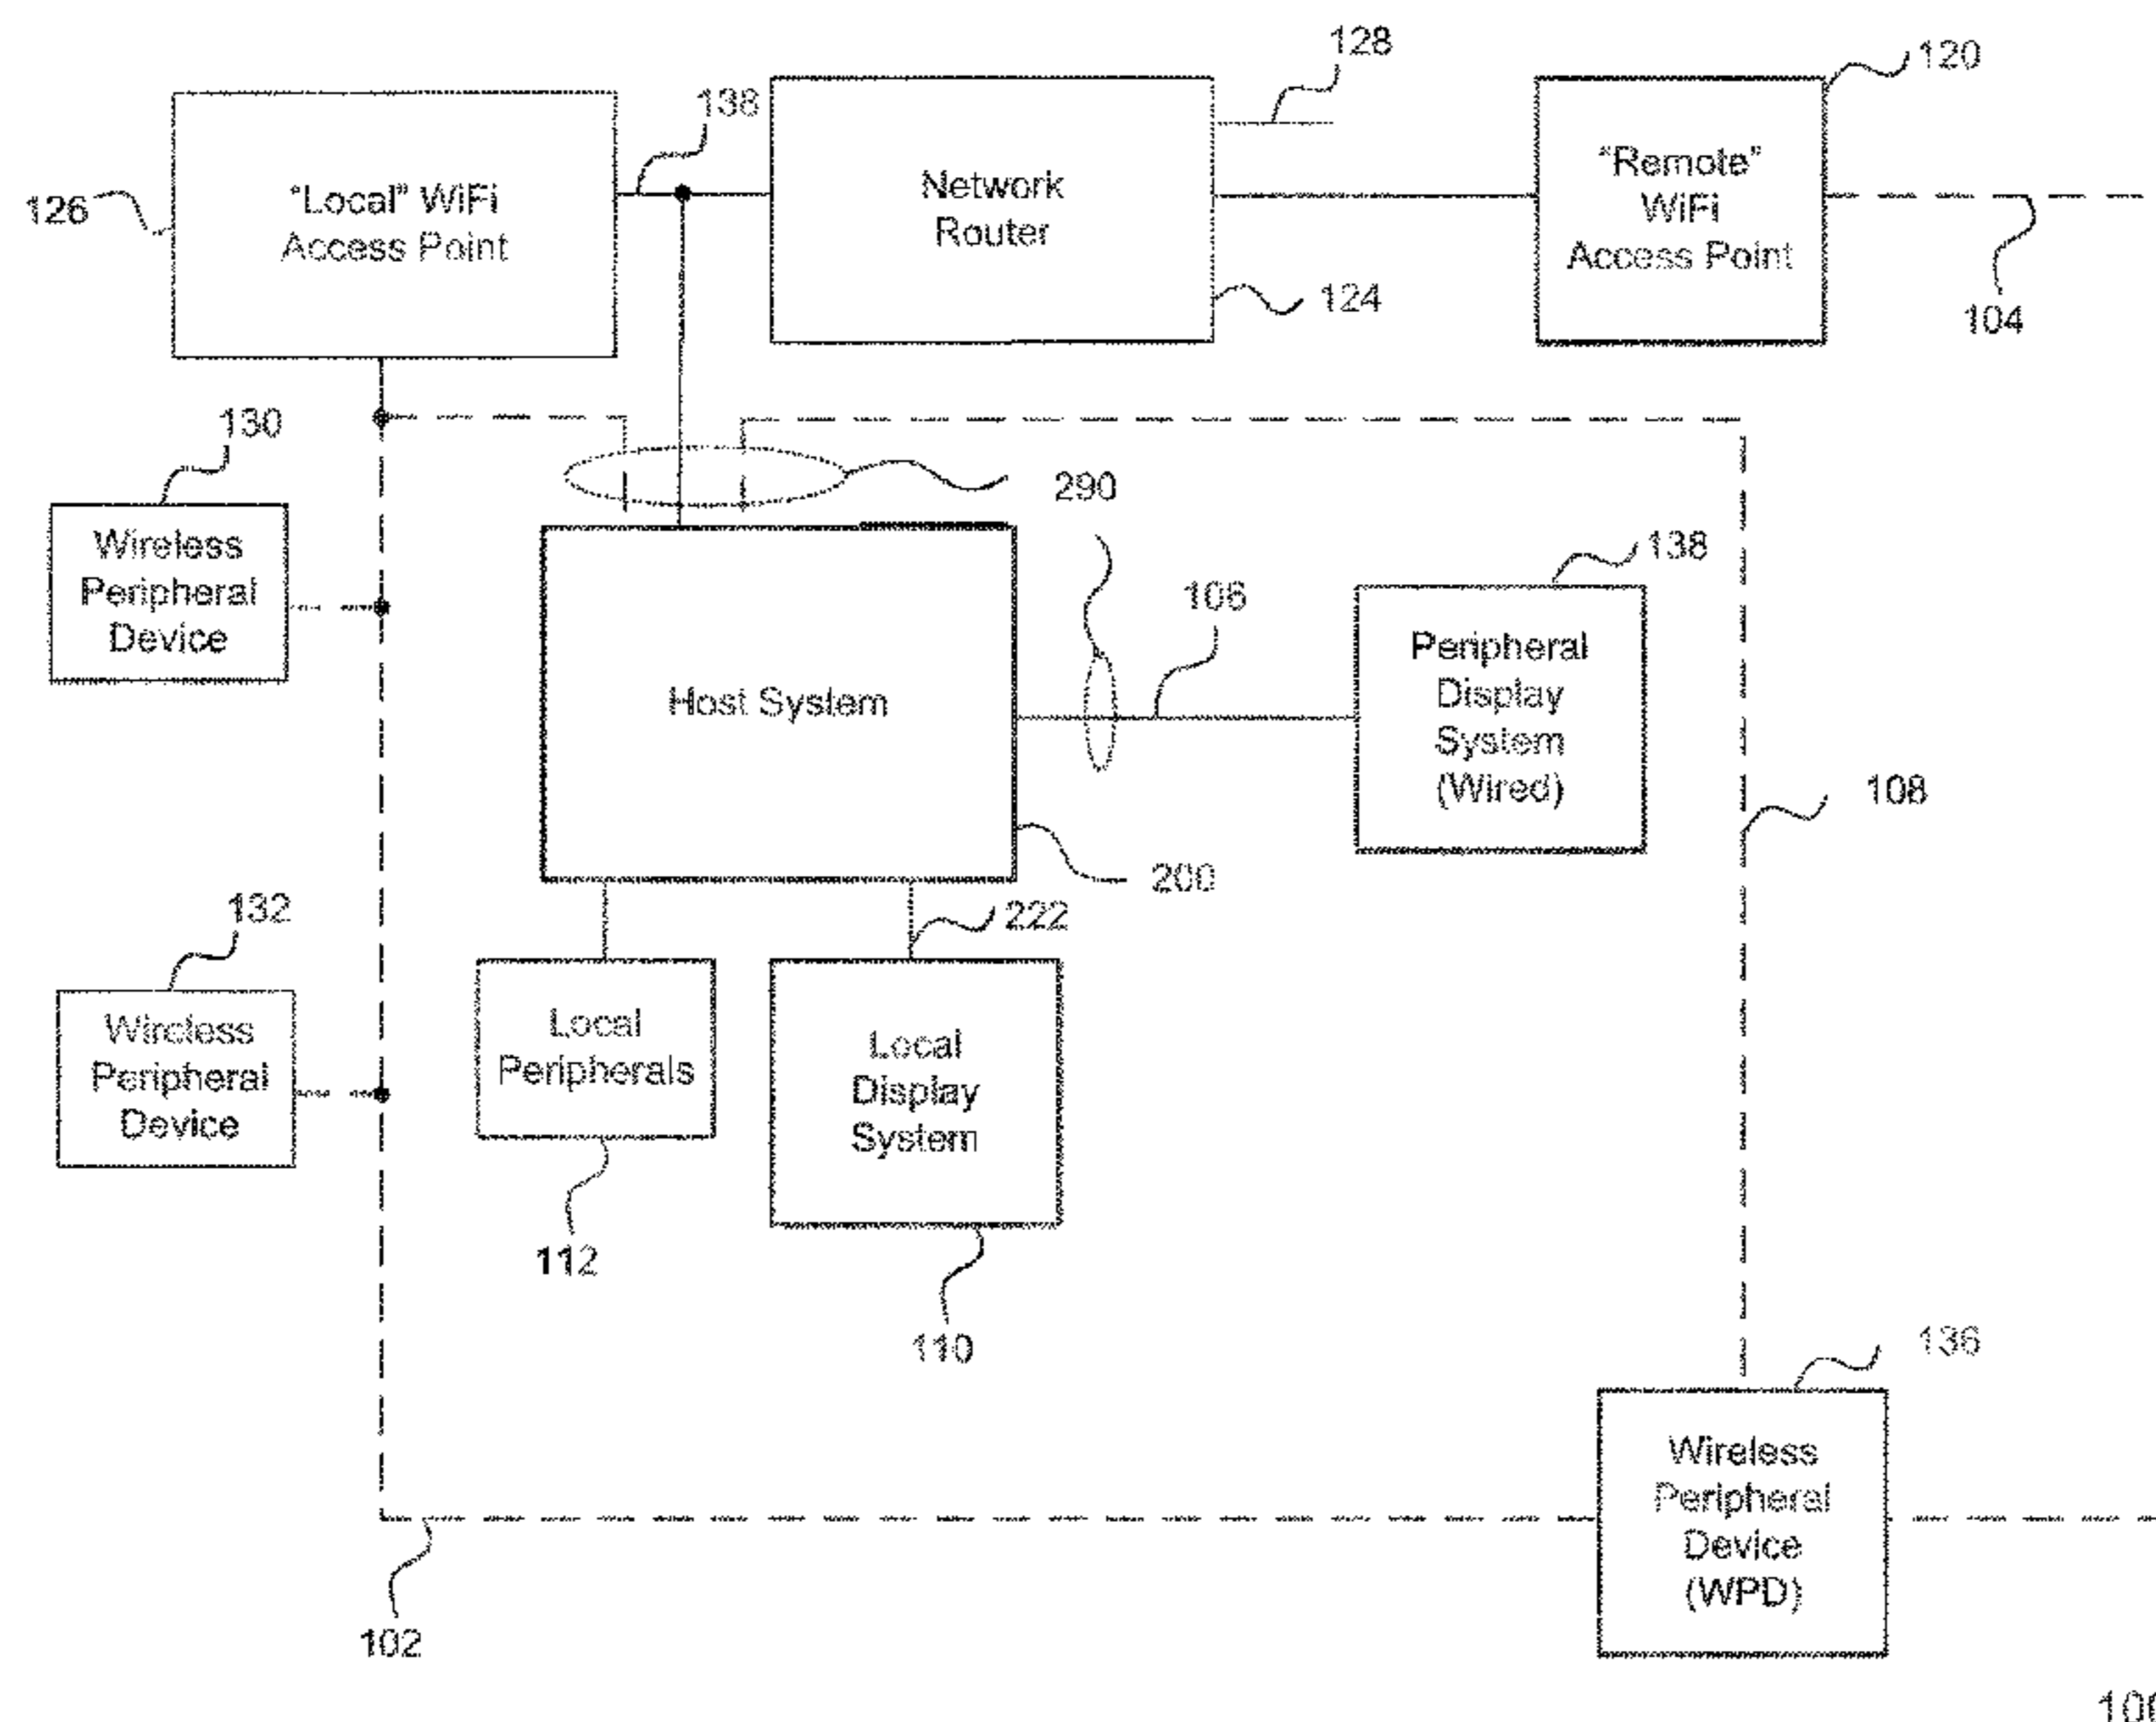 128
120
138
"Remote"
WiFi
Access Point
Network
Router
"Local" WiFi
Access Point
126
124
104
130
290
Wireless
Peripheral
Device
138
106
Peripheral
Display
System
(Wired)
Host System
108
200
132
222
Wireless
Peripheral
Device
Local
Peripherals
Local
Display
System
112
110
136
Wireless
Peripheral
Device
(WPD)
102